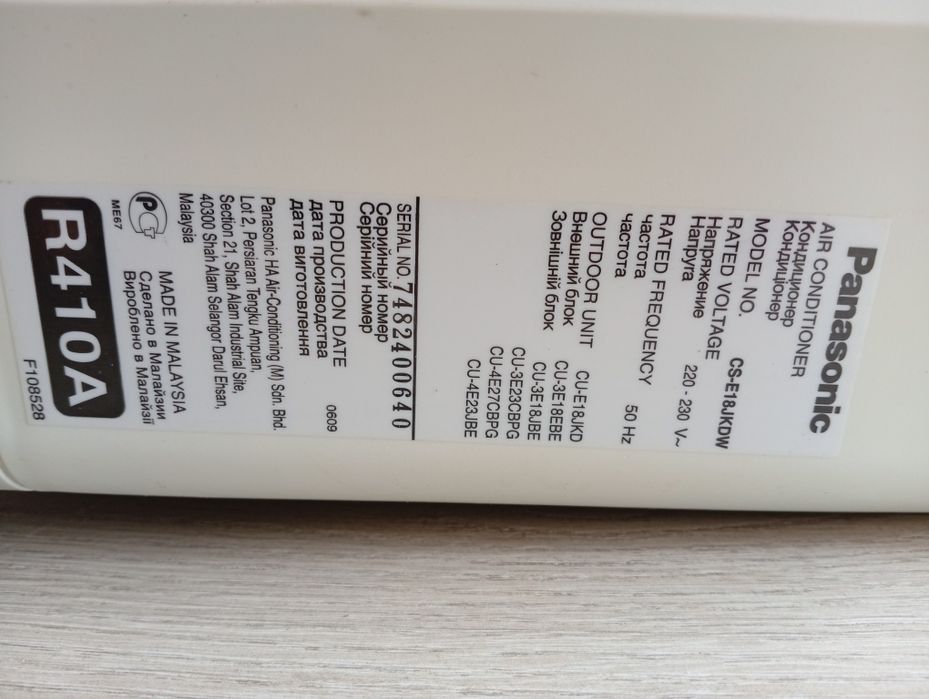 Panasonic
AIR CONDITIONER
Кондиционер
Кондиціонер
MODEL NO. CS-E18JKDW
RATED VOLTAGE 220 - 230 V~
Напряжение
Напруга
RATED FREQUENCY 50 Hz
частота
частота
OUTDOOR UNIT CU-E18JKD
Внешний блок CU-3E18EBE
Зовнішній блок CU-3E18JBE
CU-3E23CBPG
CU-4E27CBPG
CU-4E23JBE
SERIAL NO. 7482400640
Серийный номер
Серійний номер
PRODUCTION DATE 0609
дата производства
дата виготовлення
Panasonic HA Air-Conditioning (M) Sdn. Bhd.
Lot 2, Persiaran Tengku Ampuan,
Section 21, Shah Alam Industrial Site,
40300 Shah Alam Selangor Darul Ehsan,
Malaysia
MADE IN MALAYSIA
Сделано в Малайзии
Вироблено в Малайзії
РСт
ME67
R410A
F108528